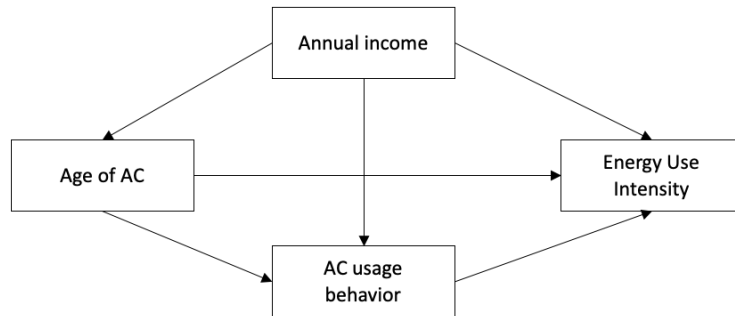 Annual income
Age of AC
Energy Use
Intensity
AC usage
behavior